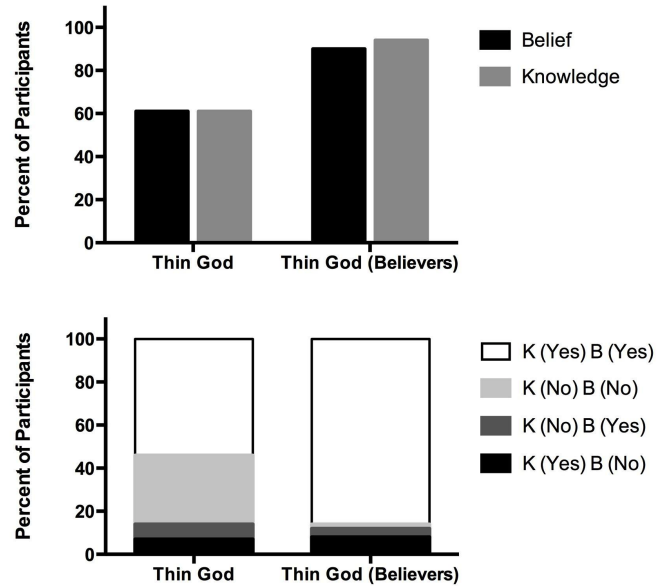 Percent of Participants
100
80
60
40
20
0
Thin God
Thin God (Believers)
Belief
Knowledge
Percent of Participants
100
80
60
40
20
0
Thin God
Thin God (Believers)
K (Yes) B (Yes)
K (No) B (No)
K (No) B (Yes)
K (Yes) B (No)